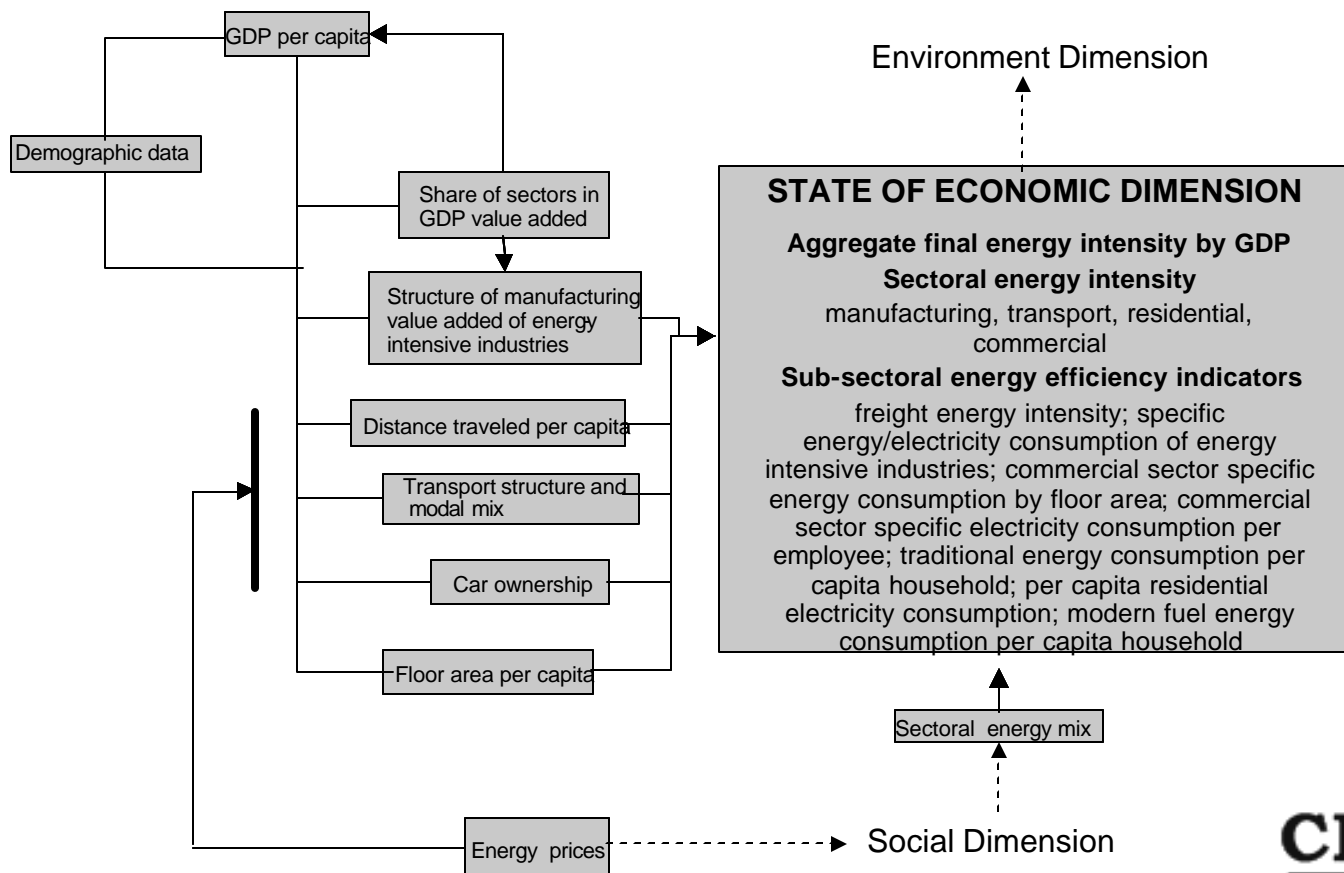 GDP per capita
Environment Dimension
Demographic data
Share of sectors in
GDP value added
Structure of manufacturing
value added of energy
intensive industries
Distance traveled per capita
Transport structure and
modal mix
Car ownership
Floor area per capita
STATE OF ECONOMIC DIMENSION
Aggregate final energy intensity by GDP
Sectoral energy intensity
manufacturing, transport, residential,
commercial
Sub-sectoral energy efficiency indicators
freight energy intensity; specific
energy/electricity consumption of energy
intensive industries; commercial sector specific
energy consumption by floor area; commercial
sector specific electricity consumption per
employee; traditional energy consumption per
capita household; per capita residential
electricity consumption; modern fuel energy
consumption per capita household
Sectoral energy mix
Energy prices
Social Dimension